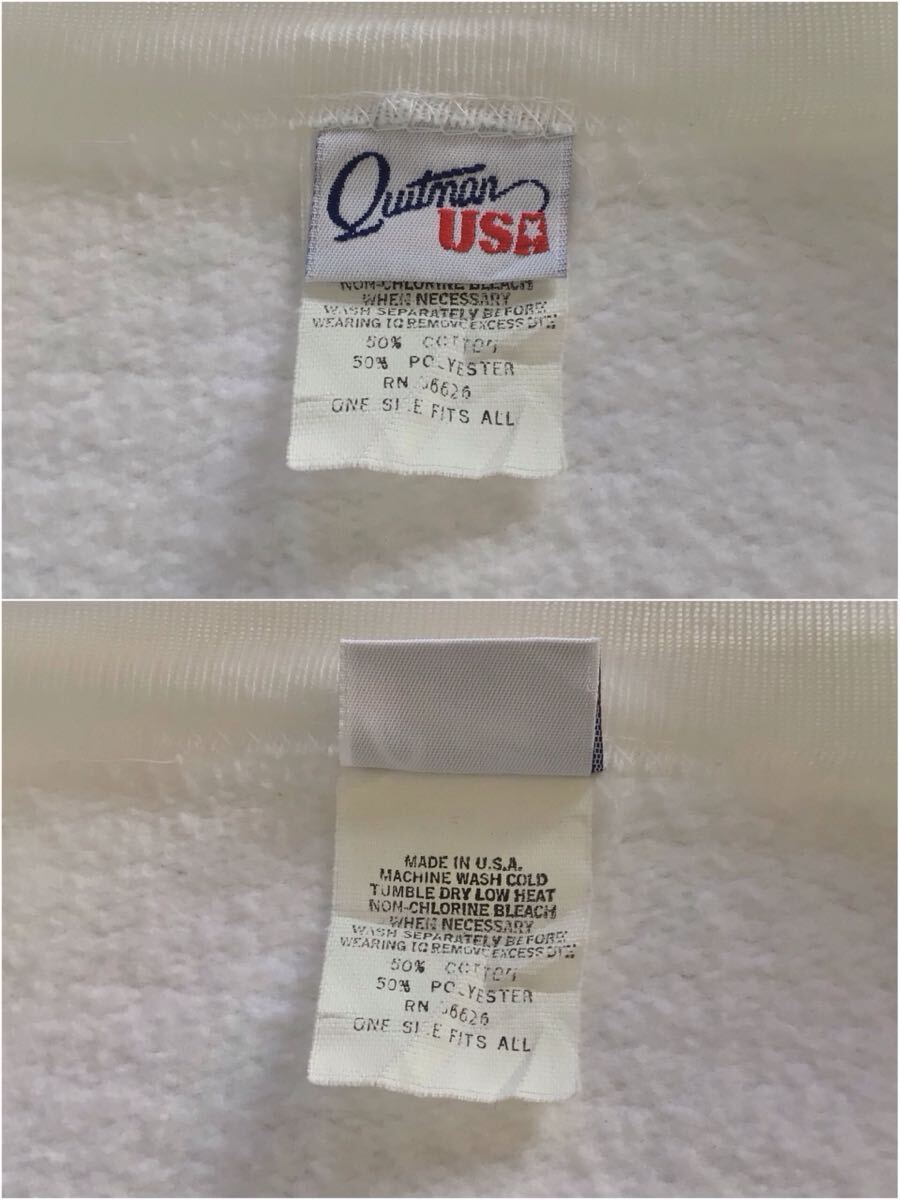 Quitman
USA
NON-CHLORINE BLEACH
WHEN NECESSARY
WASH SEPARATELY BEFORE
WEARING TO REMOVE EXCESS DYE
50% COTTON
50% POLYESTER
RN
ONE SIZE FITS ALL
MADE IN U.S.A.
MACHINE WASH COLD
TUMBLE DRY LOW HEAT
NON-CHLORINE BLEACH
WHEN NECESSARY
WASH SEPARATELY BEFORE
WEARING TO REMOVE EXCESS DYE
50% COTTON
50% POLYESTER
RN
ONE SIZE FITS ALL